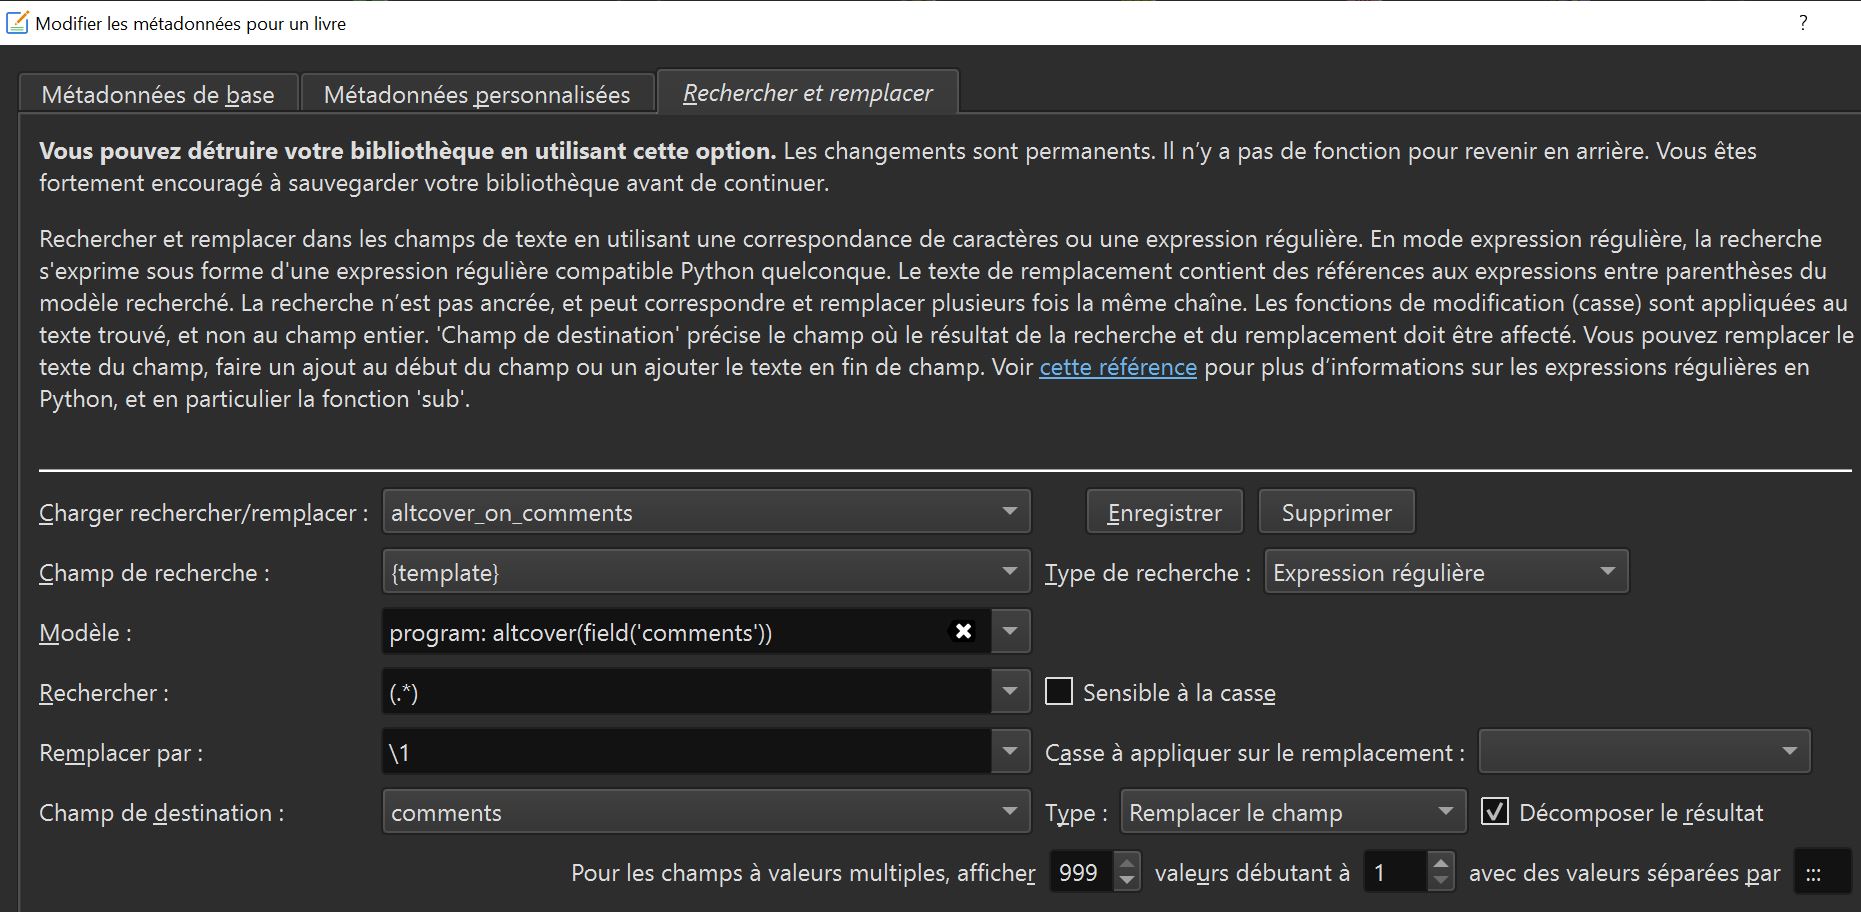 Modifier les métadonnées pour un livre ?
Métadonnées de base Métadonnées personnalisées Rechercher et remplacer
Vous pouvez détruire votre bibliothèque en utilisant cette option. Les changements sont permanents. Il n’y a pas de fonction pour revenir en arrière. Vous êtes
fortement encouragé à sauvegarder votre bibliothèque avant de continuer.
Rechercher et remplacer dans les champs de texte en utilisant une correspondance de caractères ou une expression régulière. En mode expression régulière, la recherche
s'exprime sous forme d'une expression régulière compatible Python quelconque. Le texte de remplacement contient des références aux expressions entre parenthèses du
modèle recherché. La recherche n’est pas ancrée, et peut correspondre et remplacer plusieurs fois la même chaîne. Les fonctions de modification (casse) sont appliquées au
texte trouvé, et non au champ entier. 'Champ de destination' précise le champ où le résultat de la recherche et du remplacement doit être affecté. Vous pouvez remplacer le
texte du champ, faire un ajout au début du champ ou un ajouter le texte en fin de champ. Voir cette référence pour plus d’informations sur les expressions régulières en
Python, et en particulier la fonction 'sub'.
Charger rechercher/remplacer : altcover_on_comments Enregistrer Supprimer
Champ de recherche : {template} Type de recherche : Expression régulière
Modèle : program: altcover(field('comments'))
Rechercher : (.*) Sensible à la casse
Remplacer par : \1 Casse à appliquer sur le remplacement :
Champ de destination : comments Type : Remplacer le champ Décomposer le résultat
Pour les champs à valeurs multiples, afficher 999 valeurs débutant à 1 avec des valeurs séparées par :::